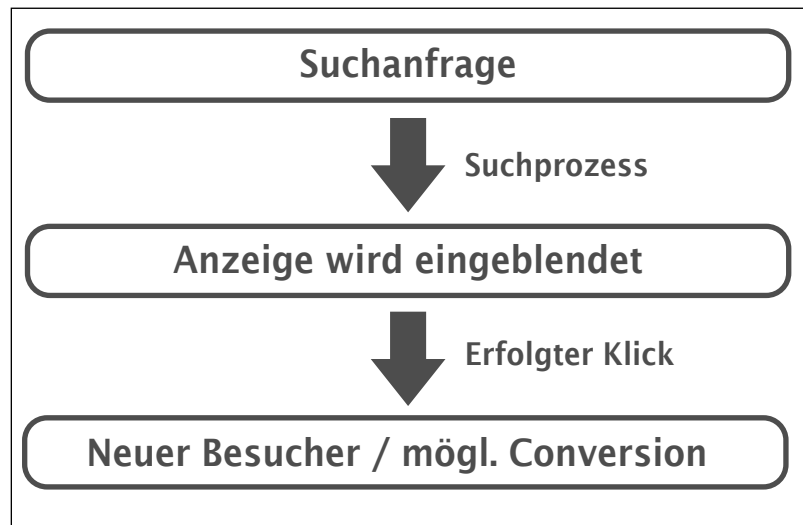 Suchanfrage
Suchprozess
Anzeige wird eingeblendet
Erfolgter Klick
Neuer Besucher / mögl. Conversion